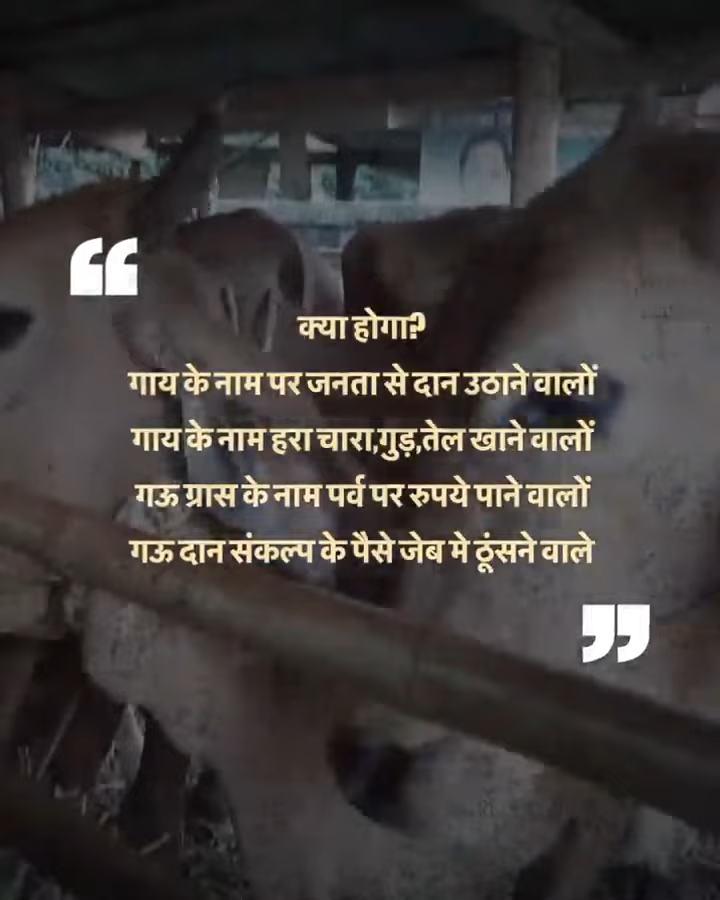 “
क्या होगा?
गाय के नाम पर जनता से दान उठाने वालों
गाय के नाम हरा चारा,गुड़,तेल खाने वालों
गऊ ग्रास के नाम पर्व पर रुपये पाने वालों
गऊ दान संकल्प के पैसे जेब मे ठूंसने वाले
”